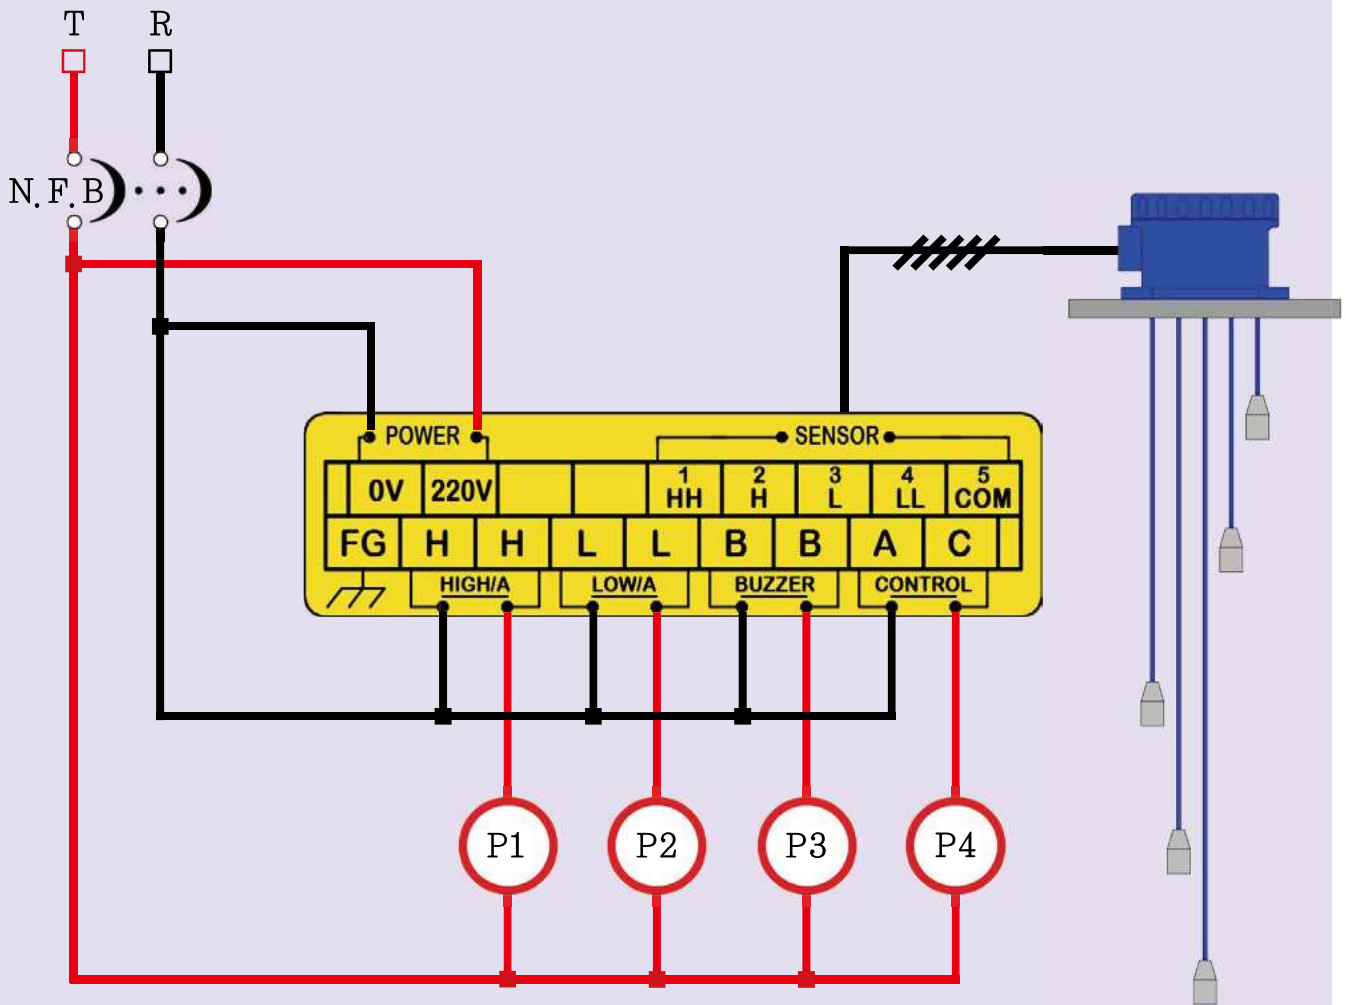 T R
N.F.B
POWER SENSOR
0V 220V 1 HH 2 H 3 L 4 LL 5 COM
FG H H L L B B A C
HIGH/A LOW/A BUZZER CONTROL
P1 P2 P3 P4